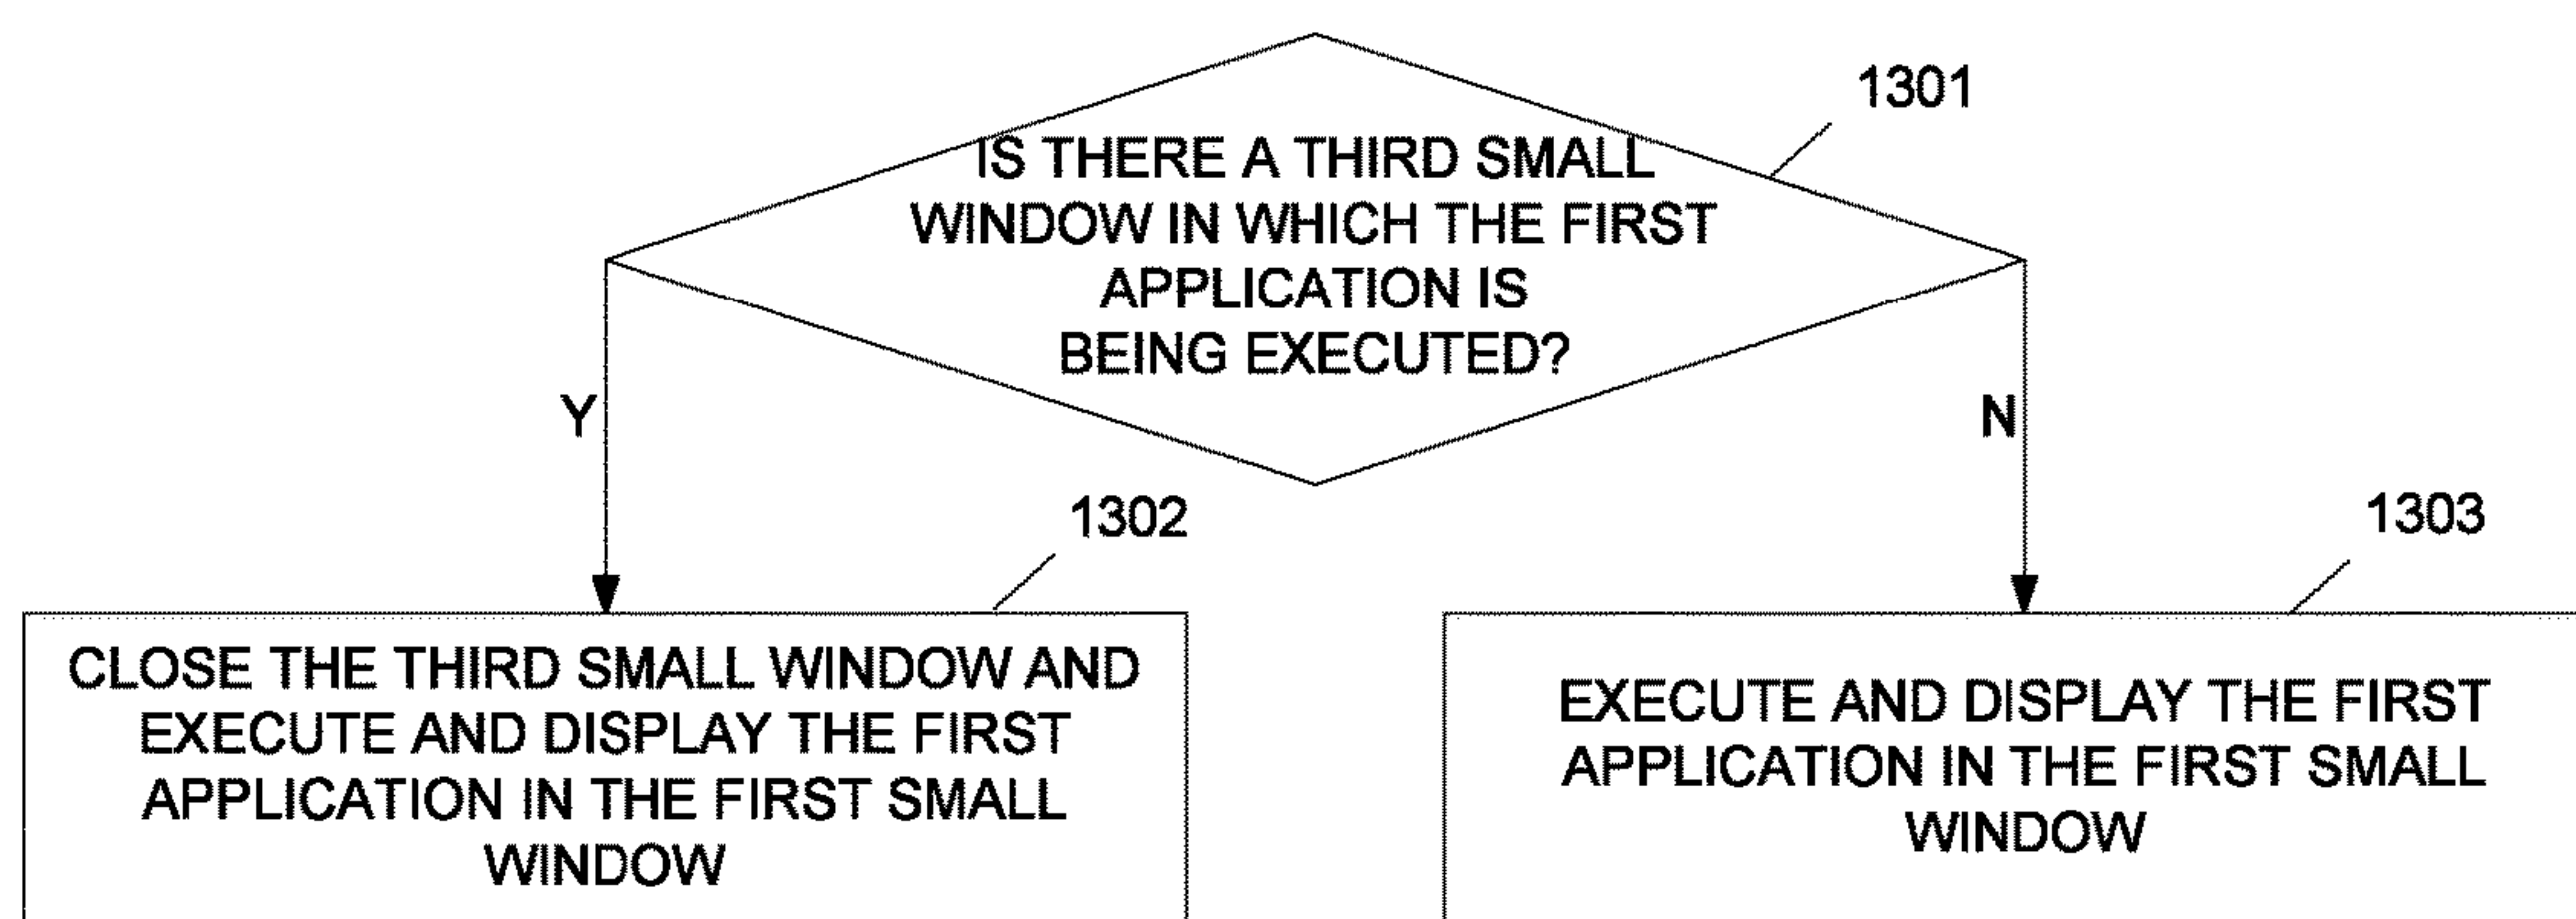 1301
IS THERE A THIRD SMALL
WINDOW IN WHICH THE FIRST
APPLICATION IS
BEING EXECUTED?
Y
N
1302
CLOSE THE THIRD SMALL WINDOW AND
EXECUTE AND DISPLAY THE FIRST
APPLICATION IN THE FIRST SMALL
WINDOW
1303
EXECUTE AND DISPLAY THE FIRST
APPLICATION IN THE FIRST SMALL
WINDOW